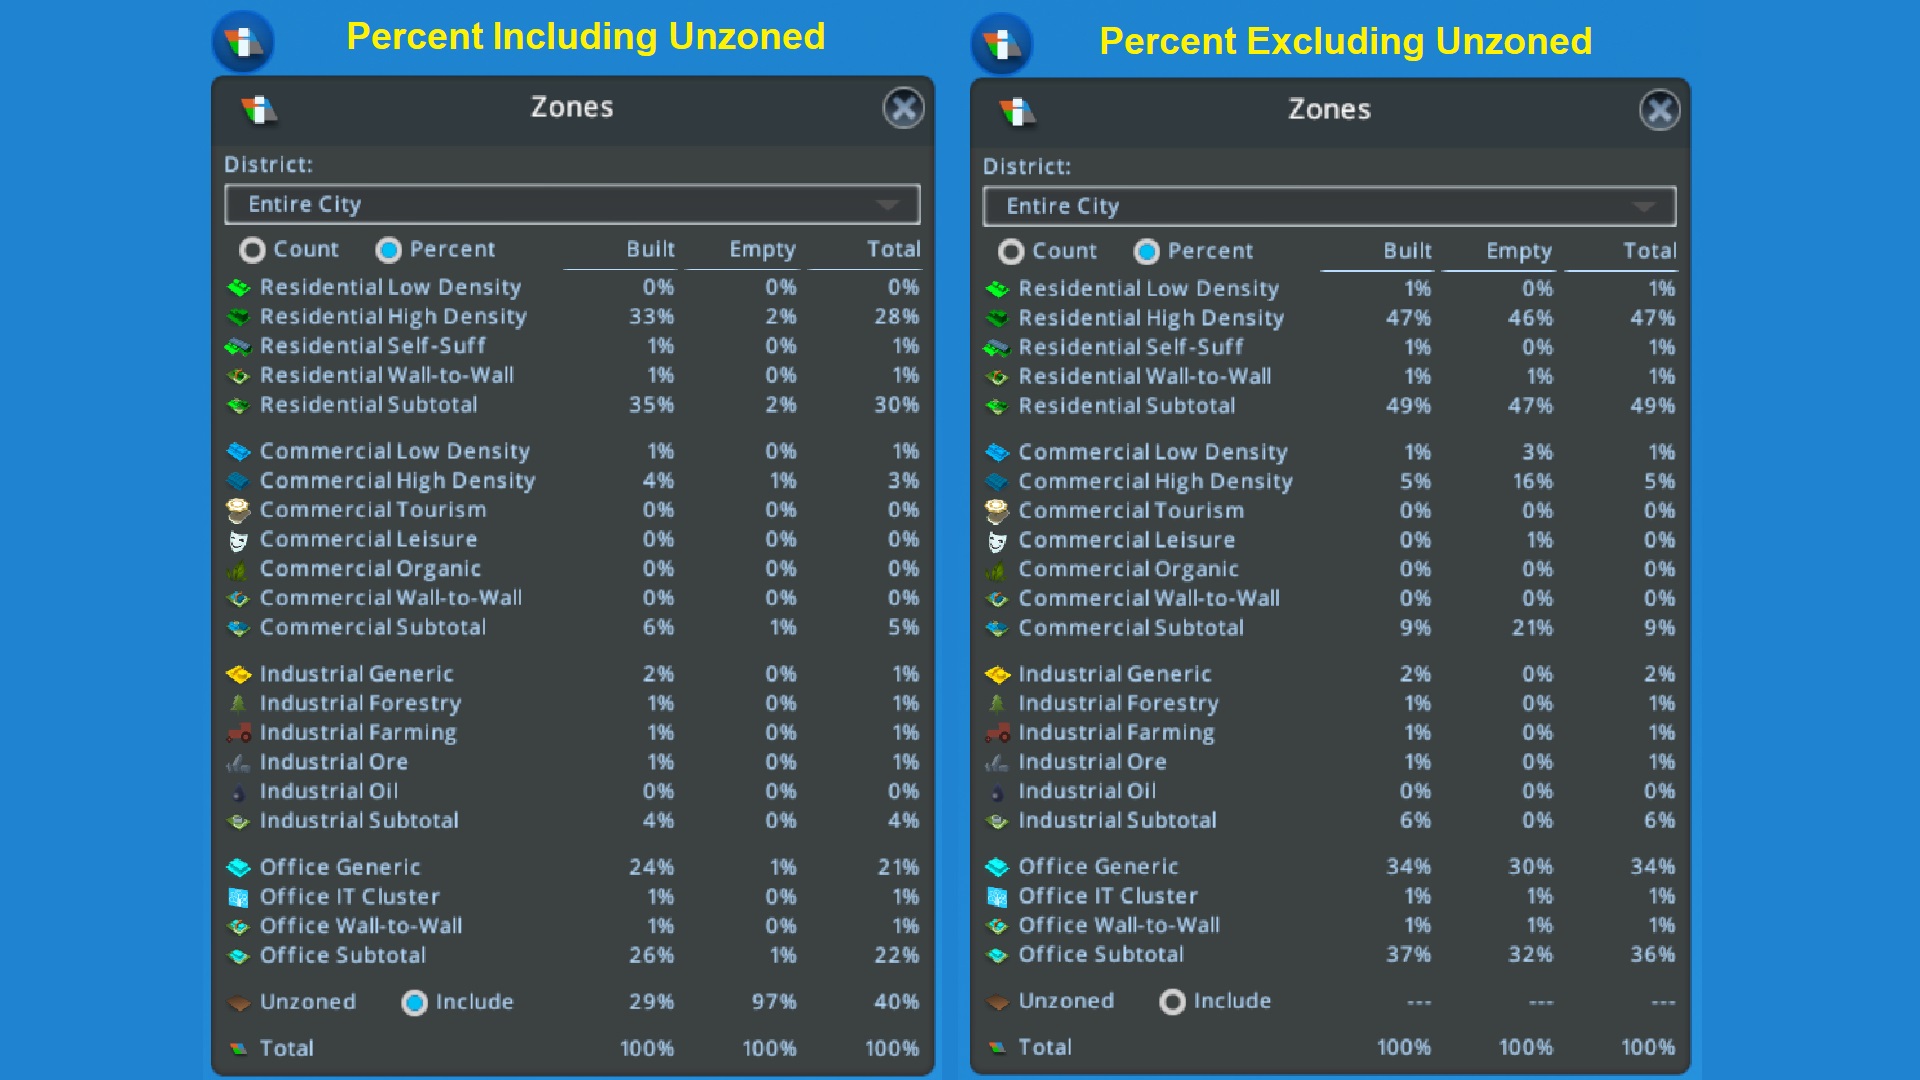 Percent Including Unzoned
Zones
District:
Entire City
Count Percent Built Empty Total
Residential Low Density 0% 0% 0%
Residential High Density 33% 2% 28%
Residential Self-Suff 1% 0% 1%
Residential Wall-to-Wall 1% 0% 1%
Residential Subtotal 35% 2% 30%
Commercial Low Density 1% 0% 1%
Commercial High Density 4% 1% 3%
Commercial Tourism 0% 0% 0%
Commercial Leisure 0% 0% 0%
Commercial Organic 0% 0% 0%
Commercial Wall-to-Wall 0% 0% 0%
Commercial Subtotal 6% 1% 5%
Industrial Generic 2% 0% 1%
Industrial Forestry 1% 0% 1%
Industrial Farming 1% 0% 1%
Industrial Ore 1% 0% 1%
Industrial Oil 0% 0% 0%
Industrial Subtotal 4% 0% 4%
Office Generic 24% 1% 21%
Office IT Cluster 1% 0% 1%
Office Wall-to-Wall 1% 0% 1%
Office Subtotal 26% 1% 22%
Unzoned Include 29% 97% 40%
Total 100% 100% 100%
Percent Excluding Unzoned
Zones
District:
Entire City
Count Percent Built Empty Total
Residential Low Density 1% 0% 1%
Residential High Density 47% 46% 47%
Residential Self-Suff 1% 0% 1%
Residential Wall-to-Wall 1% 1% 1%
Residential Subtotal 49% 47% 49%
Commercial Low Density 1% 3% 1%
Commercial High Density 5% 16% 5%
Commercial Tourism 0% 0% 0%
Commercial Leisure 0% 1% 0%
Commercial Organic 0% 0% 0%
Commercial Wall-to-Wall 0% 0% 0%
Commercial Subtotal 9% 21% 9%
Industrial Generic 2% 0% 2%
Industrial Forestry 1% 0% 1%
Industrial Farming 1% 0% 1%
Industrial Ore 1% 0% 1%
Industrial Oil 0% 0% 0%
Industrial Subtotal 6% 0% 6%
Office Generic 34% 30% 34%
Office IT Cluster 1% 1% 1%
Office Wall-to-Wall 1% 1% 1%
Office Subtotal 37% 32% 36%
Unzoned Include --- --- ---
Total 100% 100% 100%